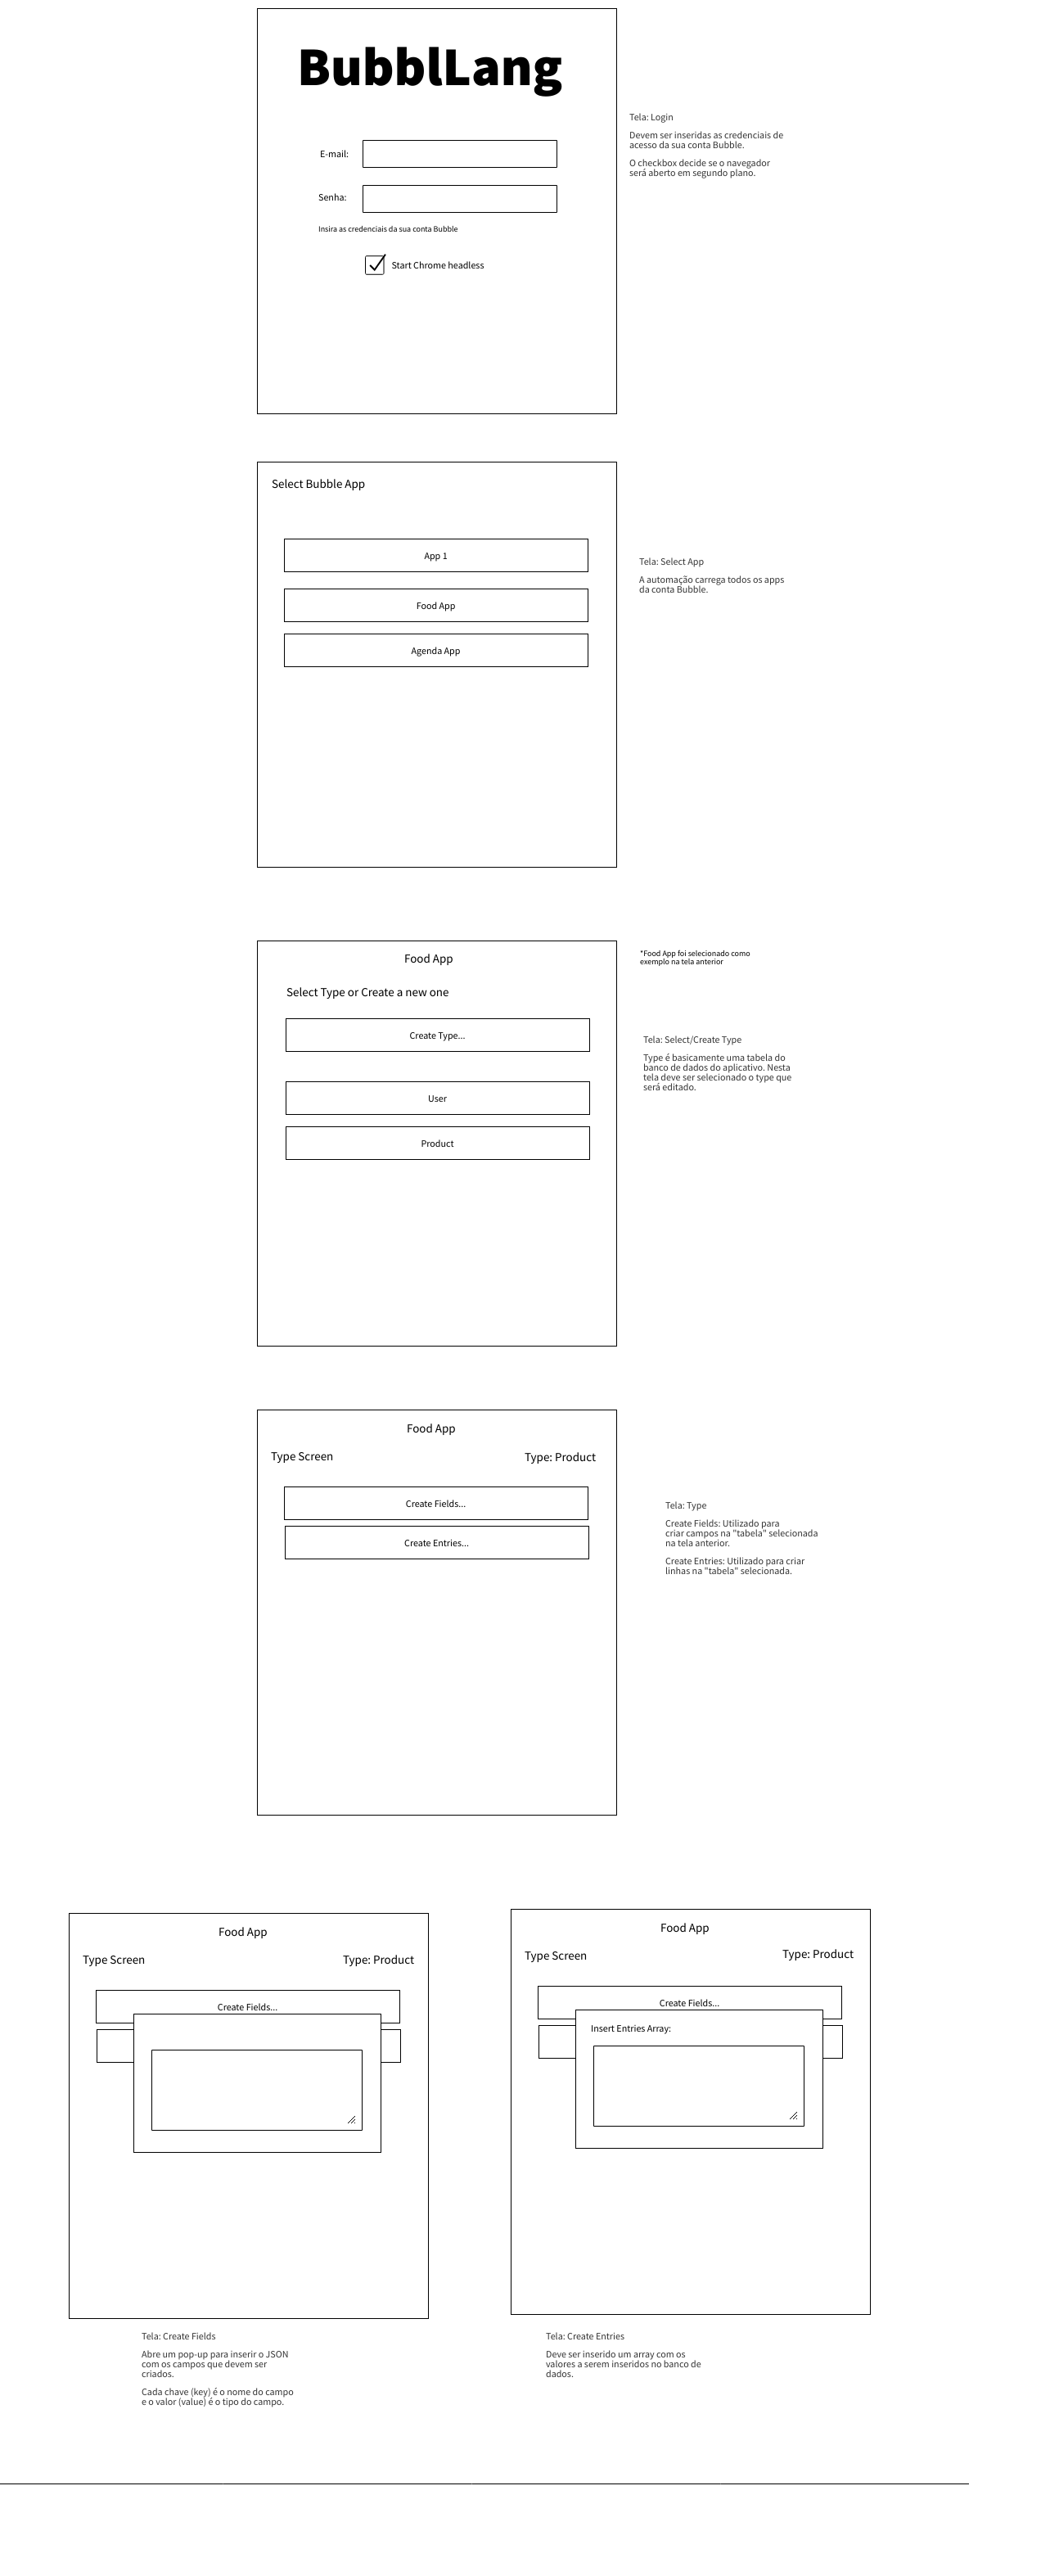 BubblLang
E-mail:
Senha:
Insira as credenciais da sua conta Bubble
Start Chrome headless
Tela: Login
Devem ser inseridas as credenciais de
acesso da sua conta Bubble.
O checkbox decide se o navegador
será aberto em segundo plano.
Select Bubble App
App 1
Food App
Agenda App
Tela: Select App
A automação carrega todos os apps
da conta Bubble.
Food App
Select Type or Create a new one
Create Type...
User
Product
*Food App foi selecionado como
exemplo na tela anterior
Tela: Select/Create Type
Type é basicamente uma tabela do
banco de dados do aplicativo. Nesta
tela deve ser selecionado o type que
será editado.
Food App
Type Screen
Type: Product
Create Fields...
Create Entries...
Tela: Type
Create Fields: Utilizado para
criar campos na "tabela" selecionada
na tela anterior.
Create Entries: Utilizado para criar
linhas na "tabela" selecionada.
Food App
Type Screen
Type: Product
Create Fields...
Tela: Create Fields
Abre um pop-up para inserir o JSON
com os campos que devem ser
criados.
Cada chave (key) é o nome do campo
e o valor (value) é o tipo do campo.
Food App
Type Screen
Type: Product
Create Fields...
Insert Entries Array:
Tela: Create Entries
Deve ser inserido um array com os
valores a serem inseridos no banco de
dados.